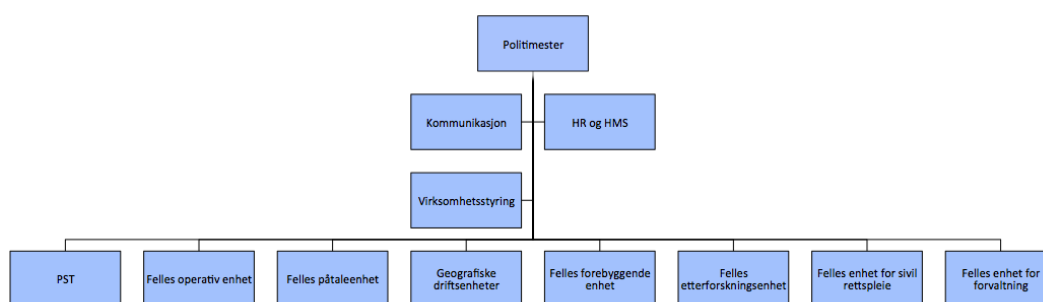 Politimester
Kommunikasjon
HR og HMS
Virksomhetsstyring
PST
Felles operativ enhet
Felles påtaleenhet
Geografiske
driftsenheter
Felles forebyggende
enhet
Felles
etterforskningsenhet
Felles enhet for sivil
rettspleie
Felles enhet for
forvaltning